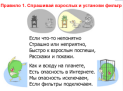 Правило 1. Спрашивай взрослых и установи фильтр
Если что-то непонятно
Страшно или неприятно,
Быстро к взрослым поспеши,
Расскажи и покажи.
Как и всюду на планете,
Есть опасность в Интернете.
Мы опасность исключаем,
Если фильтры подключаем.